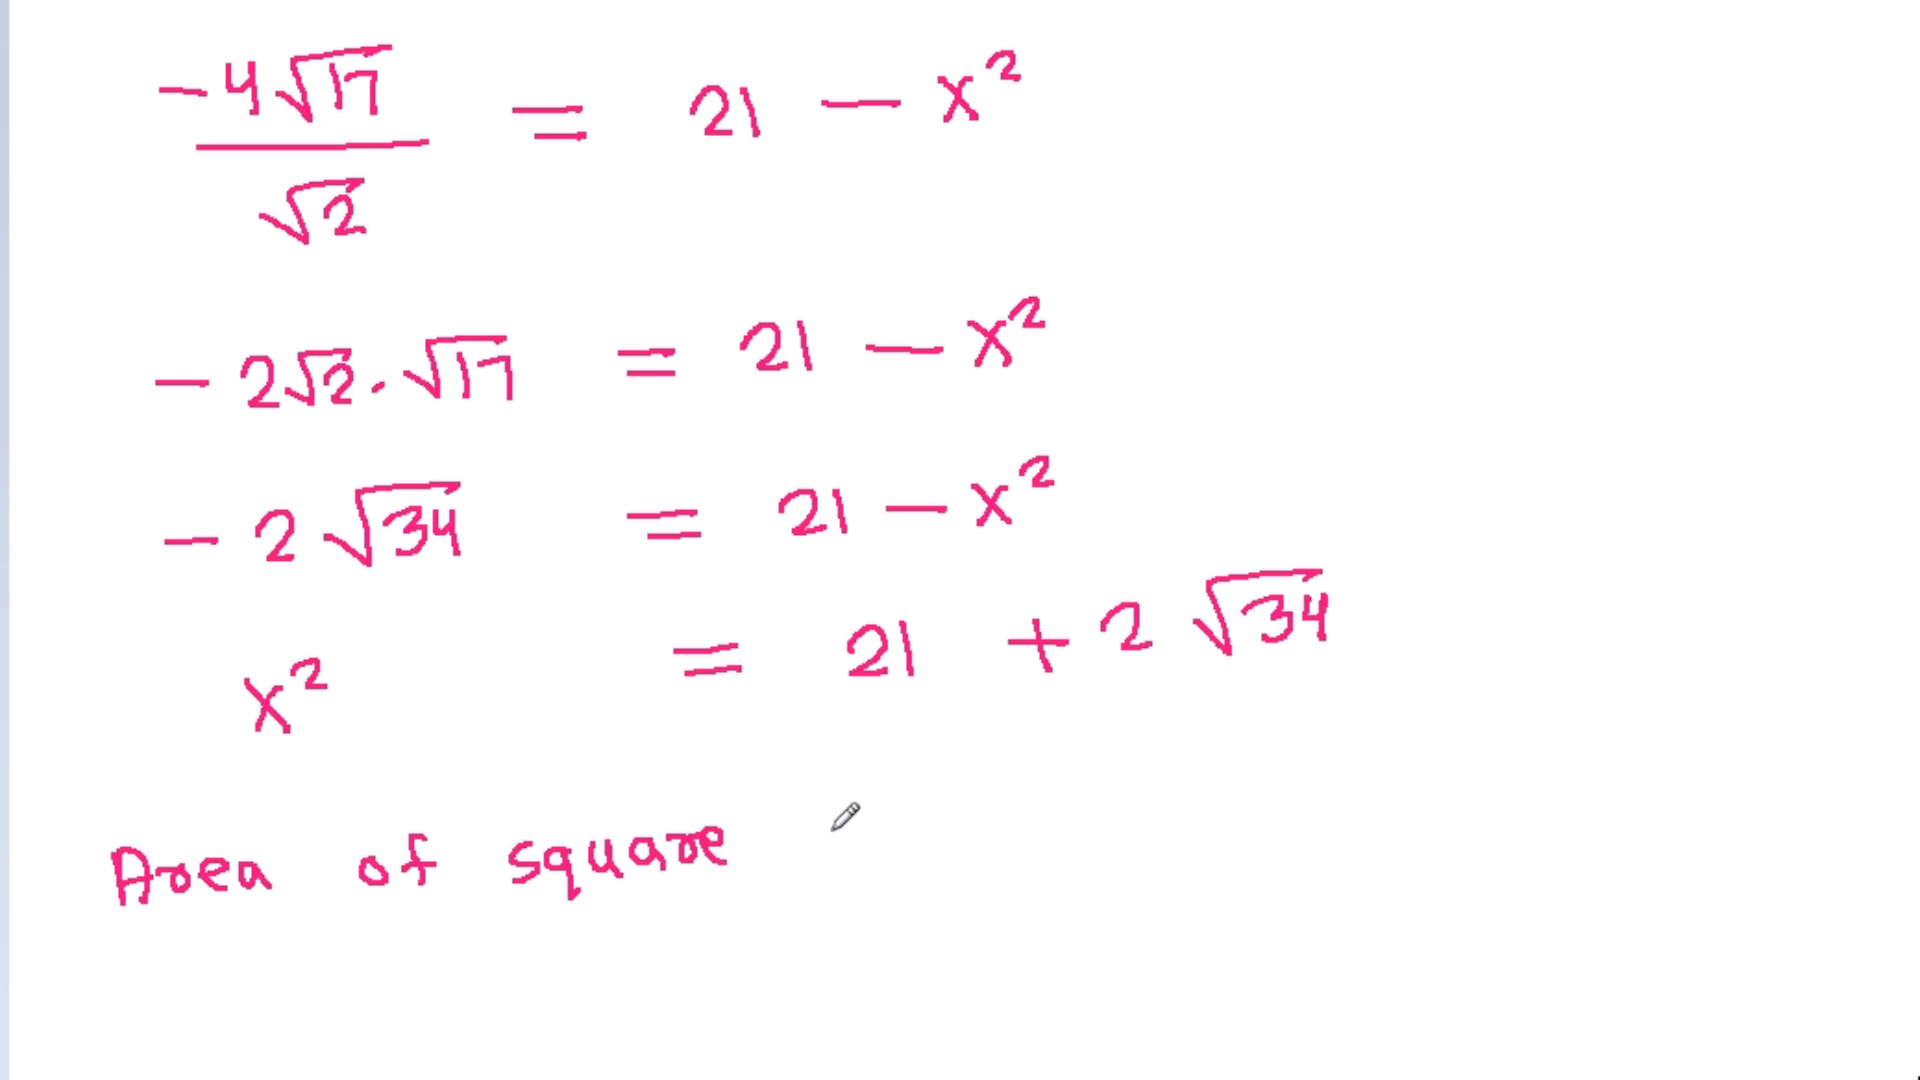 -4√17/√2 = 21 - x²
- 2√2 · √17 = 21 - x²
- 2√34 = 21 - x²
x² = 21 + 2√34
Area of square